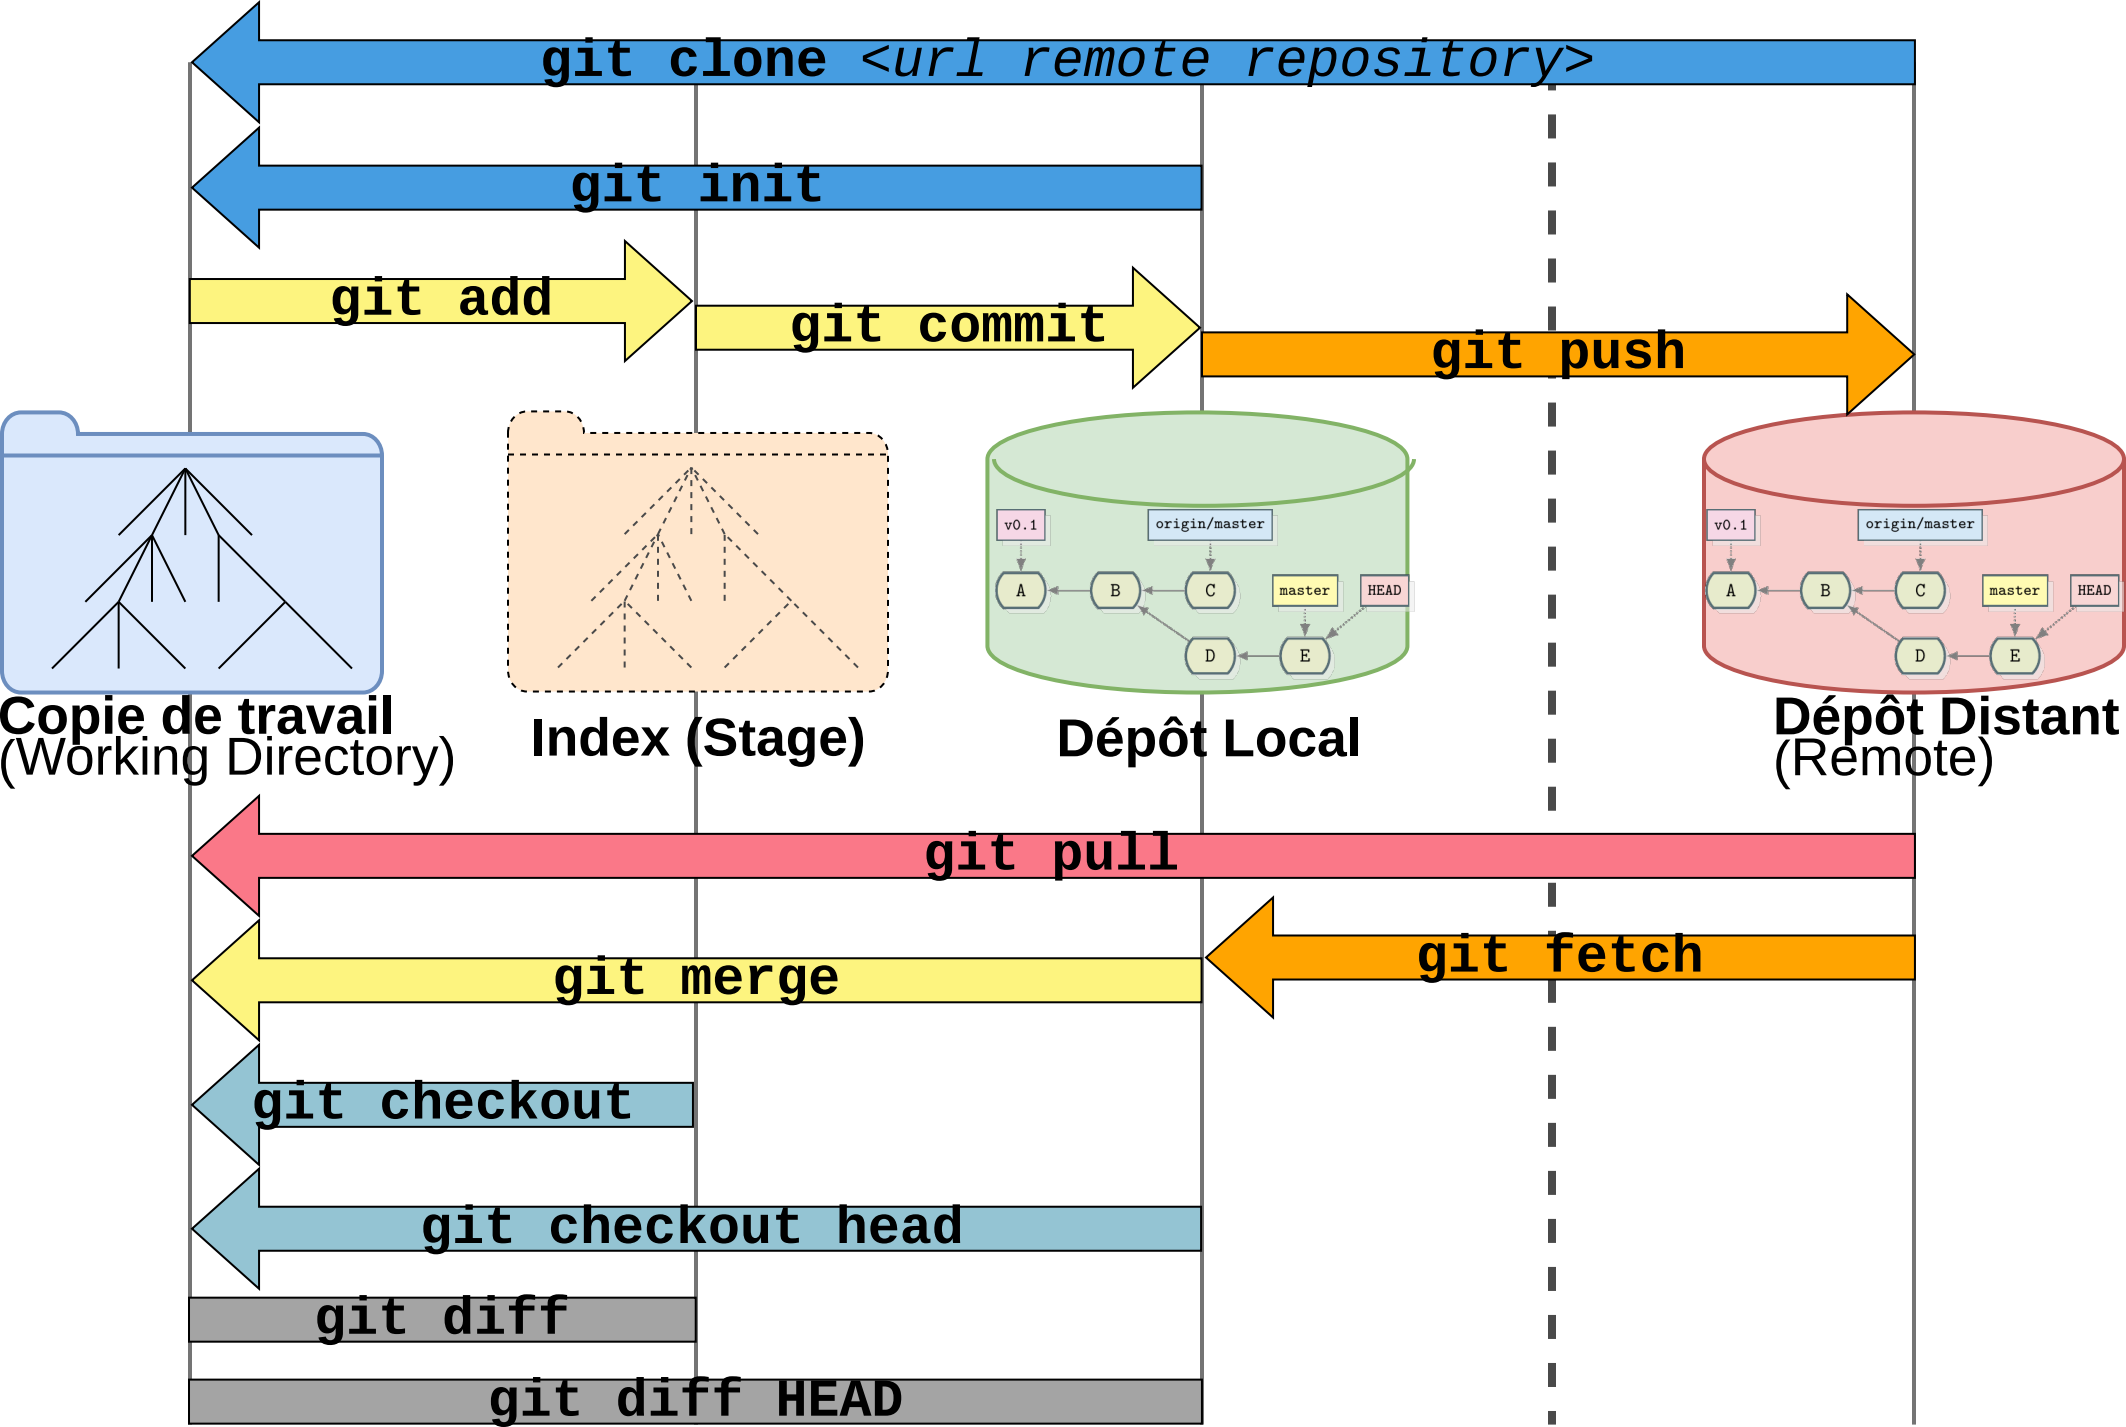 git clone <url remote repository>
git init
git add
git commit
git push
v0.1
origin/master
A
B
C
master
HEAD
D
E
v0.1
origin/master
A
B
C
master
HEAD
D
E
Copie de travail
(Working Directory)
Index (Stage)
Dépôt Local
Dépôt Distant
(Remote)
git pull
git fetch
git merge
git checkout
git checkout head
git diff
git diff HEAD